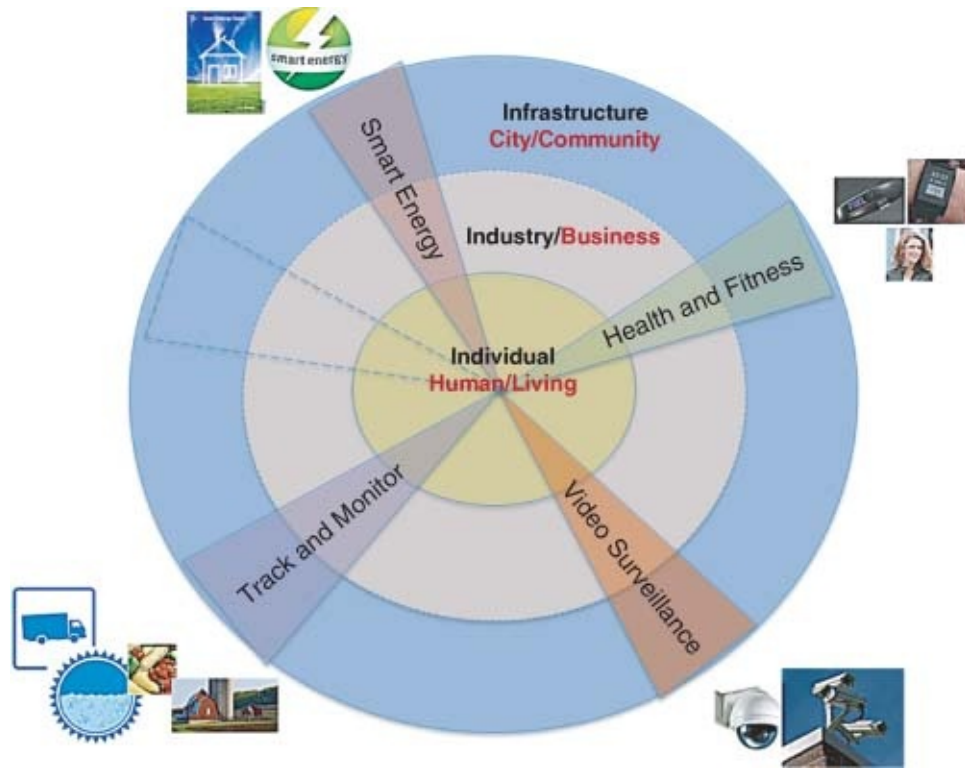 smart energy
Infrastructure
City/Community
Smart Energy
Industry/Business
Health and Fitness
Individual
Human/Living
Track and Monitor
Video Surveillance